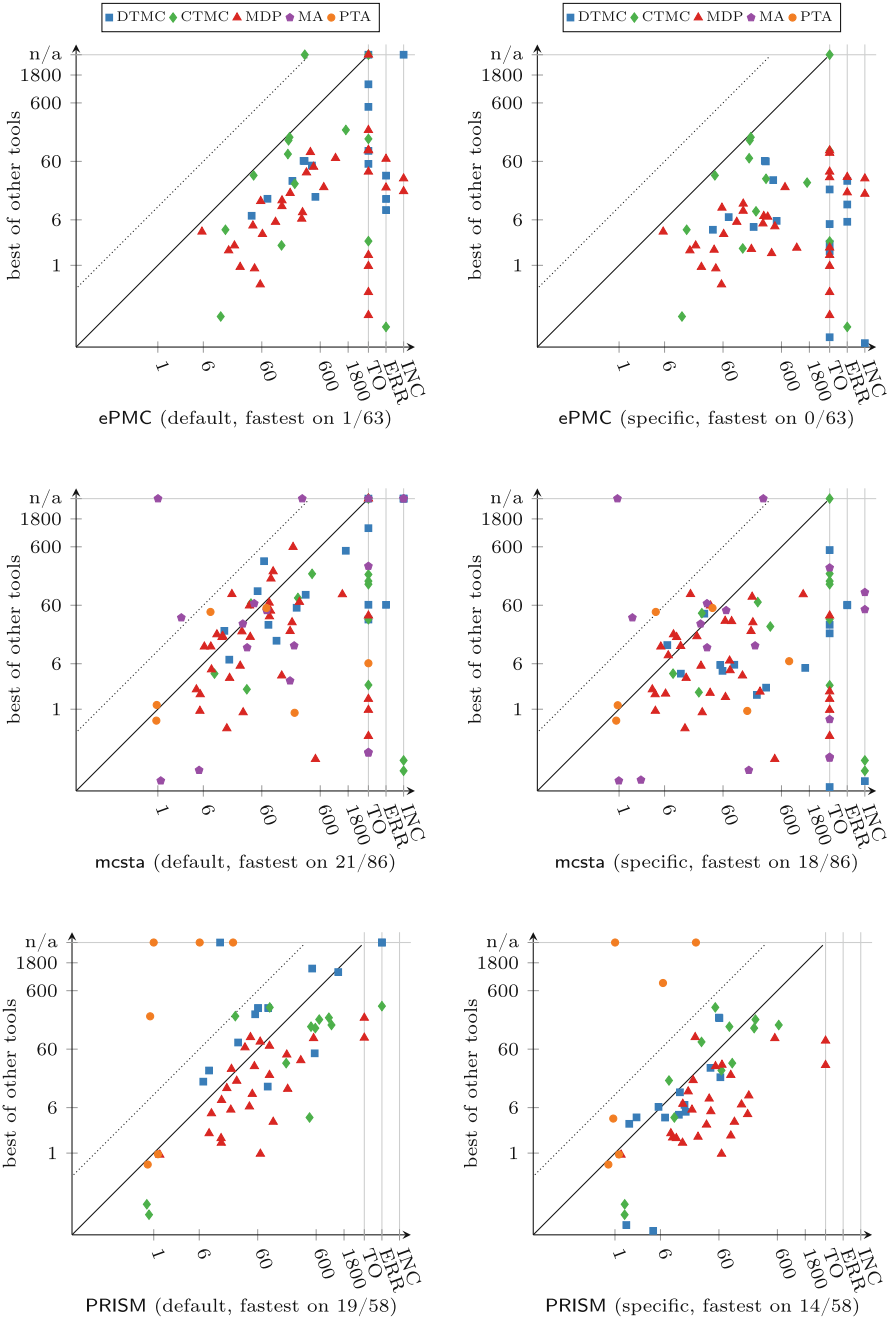 DTMC CTMC MDP MA PTA
DTMC CTMC MDP MA PTA
best of other tools
n/a
1800
600
60
6
1
1 6 60 600 1800 TO ERR INC
ePMC (default, fastest on 1/63)
best of other tools
n/a
1800
600
60
6
1
1 6 60 600 1800 TO ERR INC
ePMC (specific, fastest on 0/63)
best of other tools
n/a
1800
600
60
6
1
1 6 60 600 1800 TO ERR INC
mcsta (default, fastest on 21/86)
best of other tools
n/a
1800
600
60
6
1
1 6 60 600 1800 TO ERR INC
mcsta (specific, fastest on 18/86)
best of other tools
n/a
1800
600
60
6
1
1 6 60 600 1800 TO ERR INC
PRISM (default, fastest on 19/58)
best of other tools
n/a
1800
600
60
6
1
1 6 60 600 1800 TO ERR INC
PRISM (specific, fastest on 14/58)